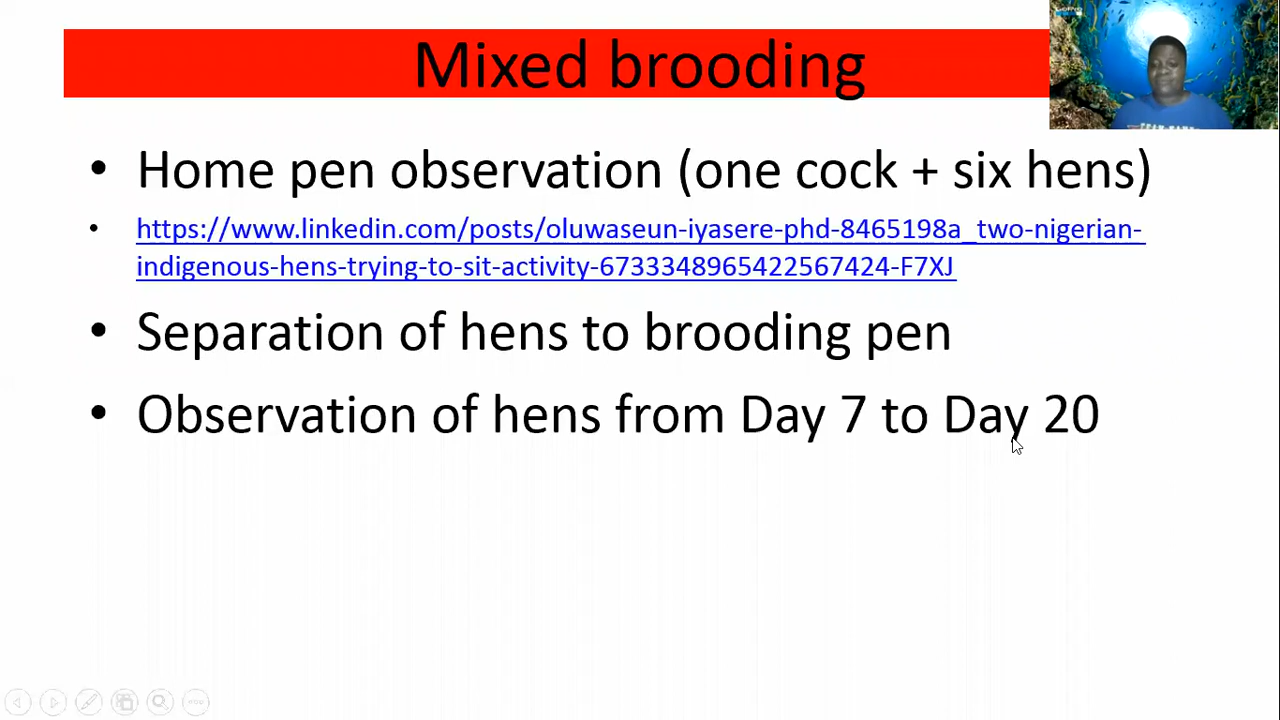 Mixed brooding
• Home pen observation (one cock + six hens)
• https://www.linkedin.com/posts/oluwaseun-iyasere-phd-8465198a_two-nigerian-
indigenous-hens-trying-to-sit-activity-6733348965422567424-F7XJ
• Separation of hens to brooding pen
• Observation of hens from Day 7 to Day 20